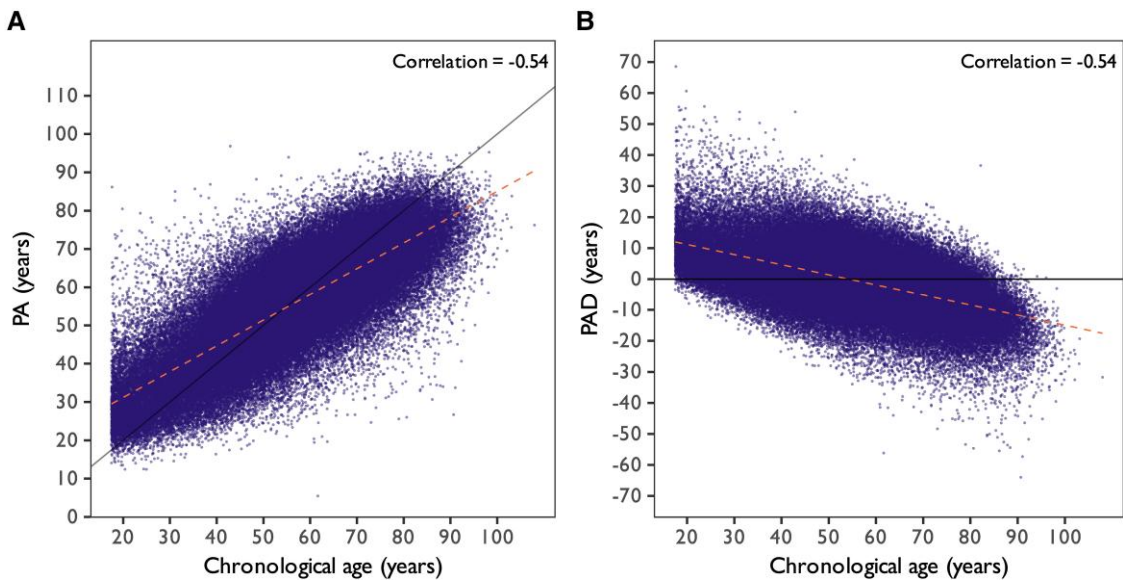 A
Correlation = -0.54
PA (years)
110
100
90
80
70
60
50
40
30
20
10
0
20 30 40 50 60 70 80 90 100
Chronological age (years)
B
Correlation = -0.54
PAD (years)
70
60
50
40
30
20
10
0
-10
-20
-30
-40
-50
-60
-70
20 30 40 50 60 70 80 90 100
Chronological age (years)